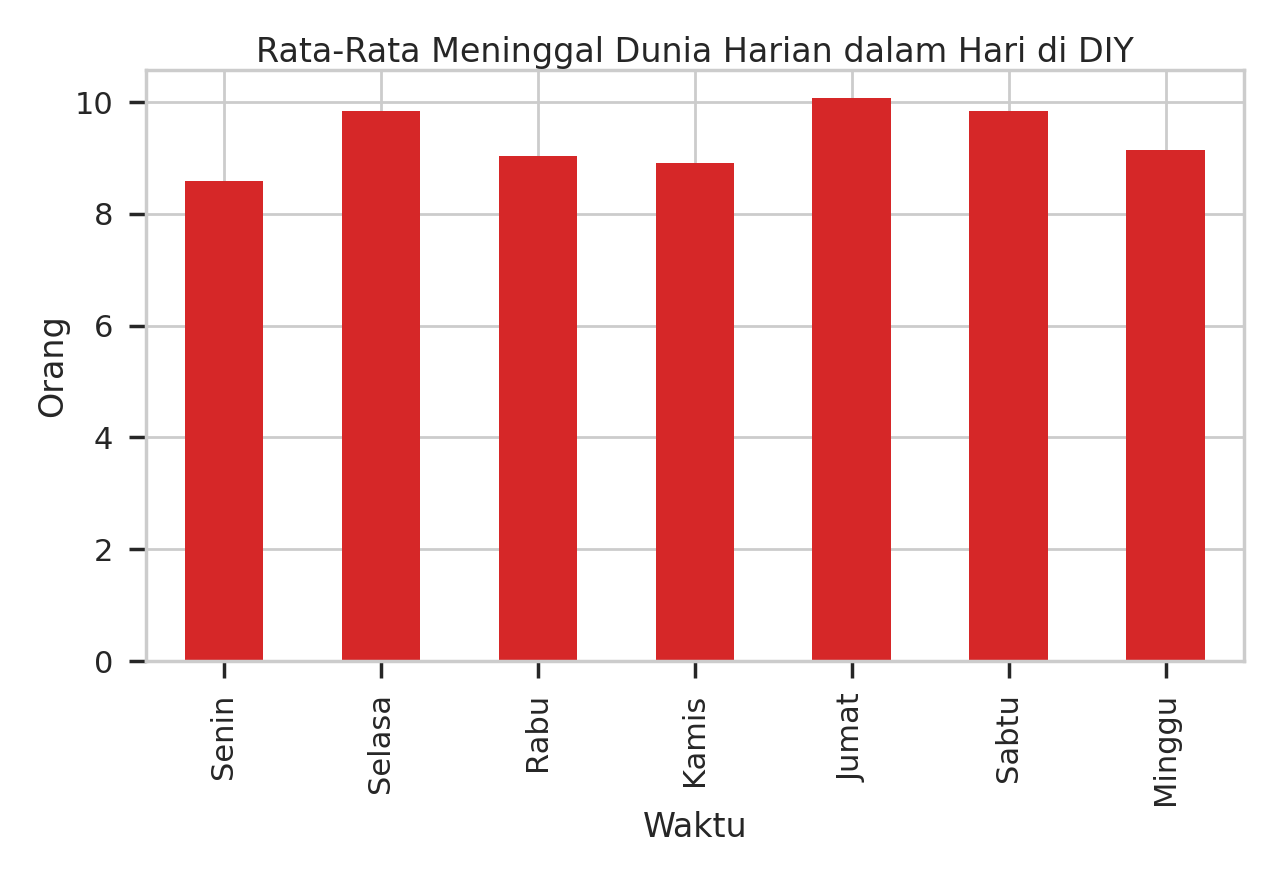 Rata-Rata Meninggal Dunia Harian dalam Hari di DIY
10
8
6
4
2
0
Orang
Senin
Selasa
Rabu
Kamis
Jumat
Sabtu
Minggu
Waktu